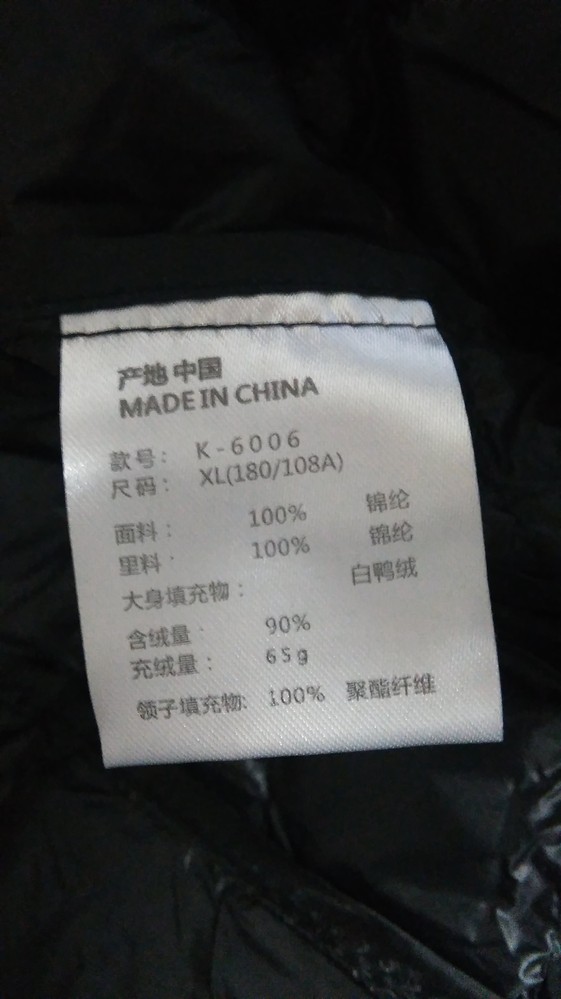 产地 中国
MADE IN CHINA
款号： K-6006
尺码： XL(180/108A)
面料： 100% 锦纶
里料： 100% 锦纶
大身填充物： 白鸭绒
含绒量： 90%
充绒量： 65g
领子填充物: 100% 聚酯纤维